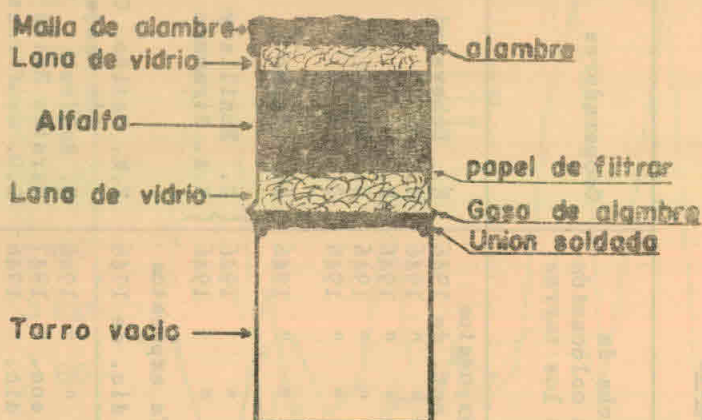 Malla de alambre
Lana de vidrio
alambre
Alfalfa
papel de filtrar
Lana de vidrio
Gasa de alambre
Union soldada
Tarro vacio